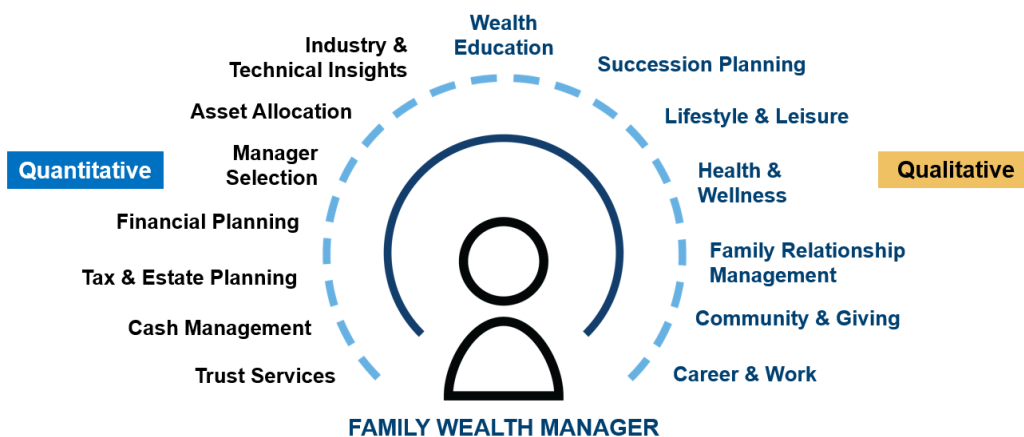 Wealth
Education
Industry &
Technical Insights
Asset Allocation
Manager
Selection
Quantitative
Financial Planning
Tax & Estate Planning
Cash Management
Trust Services
Succession Planning
Lifestyle & Leisure
Health &
Wellness
Qualitative
Family Relationship
Management
Community & Giving
Career & Work
FAMILY WEALTH MANAGER